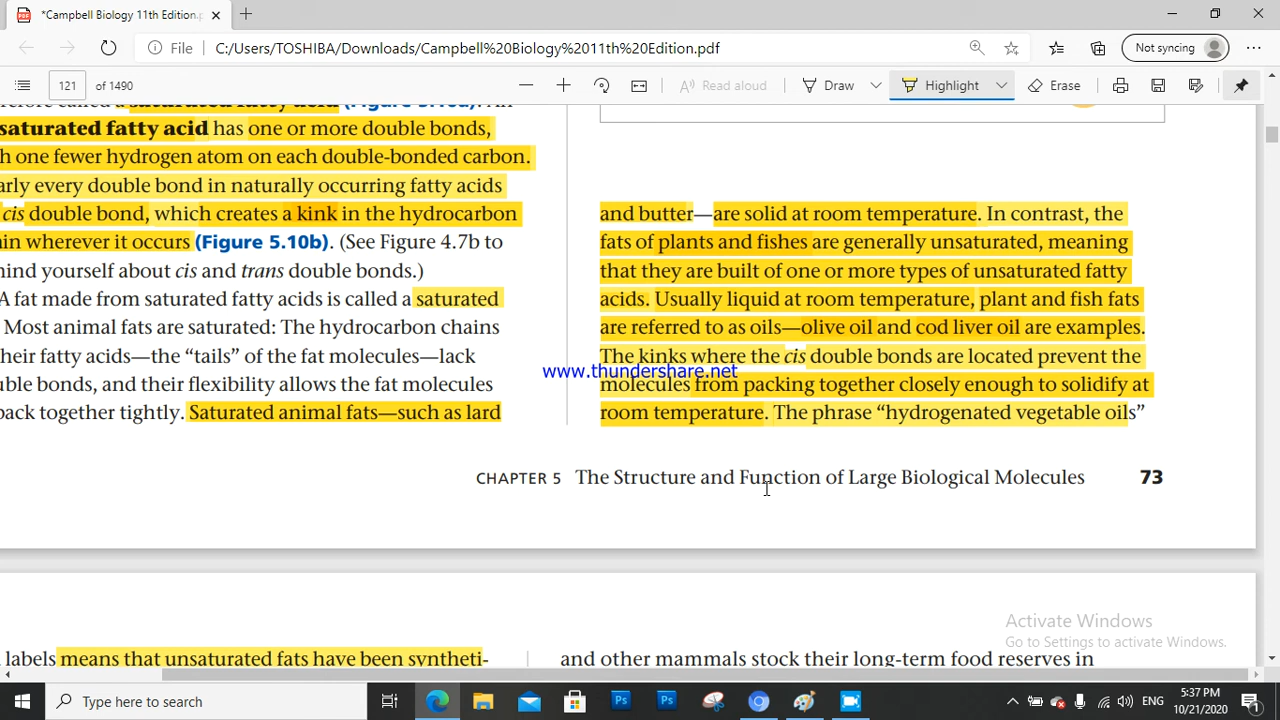 *Campbell Biology 11th Edition.p
File
C:/Users/TOSHIBA/Downloads/Campbell%20Biology%2011th%20Edition.pdf
Not syncing
121 of 1490
Read aloud
Draw
Highlight
Erase
saturated fatty acid has one or more double bonds,
h one fewer hydrogen atom on each double-bonded carbon.
arly every double bond in naturally occurring fatty acids
cis double bond, which creates a kink in the hydrocarbon
in wherever it occurs (Figure 5.10b). (See Figure 4.7b to
mind yourself about cis and trans double bonds.)
A fat made from saturated fatty acids is called a saturated
Most animal fats are saturated: The hydrocarbon chains
heir fatty acids—the “tails” of the fat molecules—lack
uble bonds, and their flexibility allows the fat molecules
pack together tightly. Saturated animal fats—such as lard
and butter—are solid at room temperature. In contrast, the
fats of plants and fishes are generally unsaturated, meaning
that they are built of one or more types of unsaturated fatty
acids. Usually liquid at room temperature, plant and fish fats
are referred to as oils—olive oil and cod liver oil are examples.
The kinks where the cis double bonds are located prevent the
www.thundershare.net
molecules from packing together closely enough to solidify at
room temperature. The phrase “hydrogenated vegetable oils”
CHAPTER 5 The Structure and Function of Large Biological Molecules 73
labels means that unsaturated fats have been syntheti-
and other mammals stock their long-term food reserves in
Activate Windows
Go to Settings to activate Windows.
Type here to search
Ps
Ps
ENG
5:37 PM
10/21/2020
1